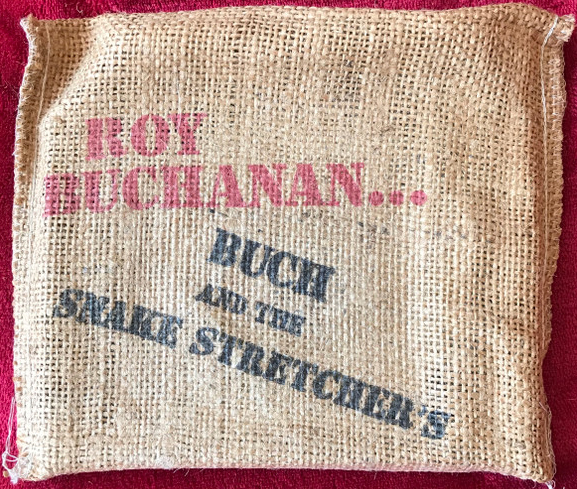 ROY
BUCHANAN...
BUCH
AND THE
SNAKE STRETCHER'S